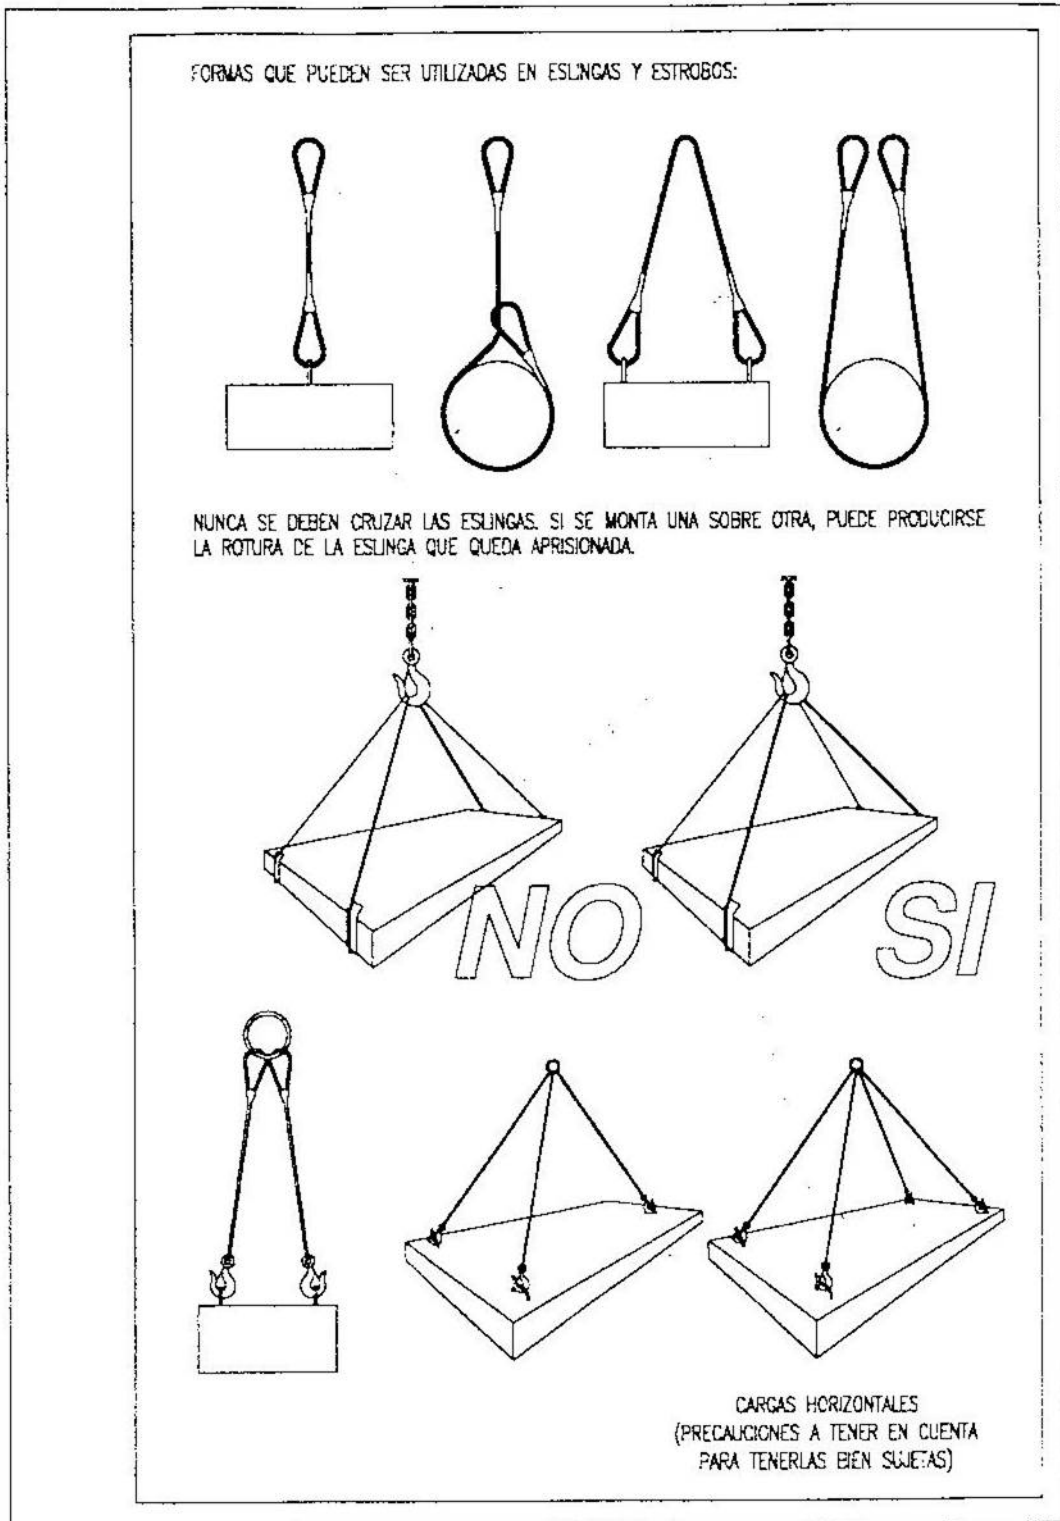 FORMAS QUE PUEDEN SER UTILIZADAS EN ESLINGAS Y ESTROBOS:
NUNCA SE DEBEN CRUZAR LAS ESLINGAS. SI SE MONTA UNA SOBRE OTRA, PUEDE PRODUCIRSE
LA ROTURA DE LA ESLINGA QUE QUEDA APRISIONADA.
NO
SI
CARGAS HORIZONTALES
(PRECAUCIONES A TENER EN CUENTA
PARA TENERLAS BIEN SUJETAS)